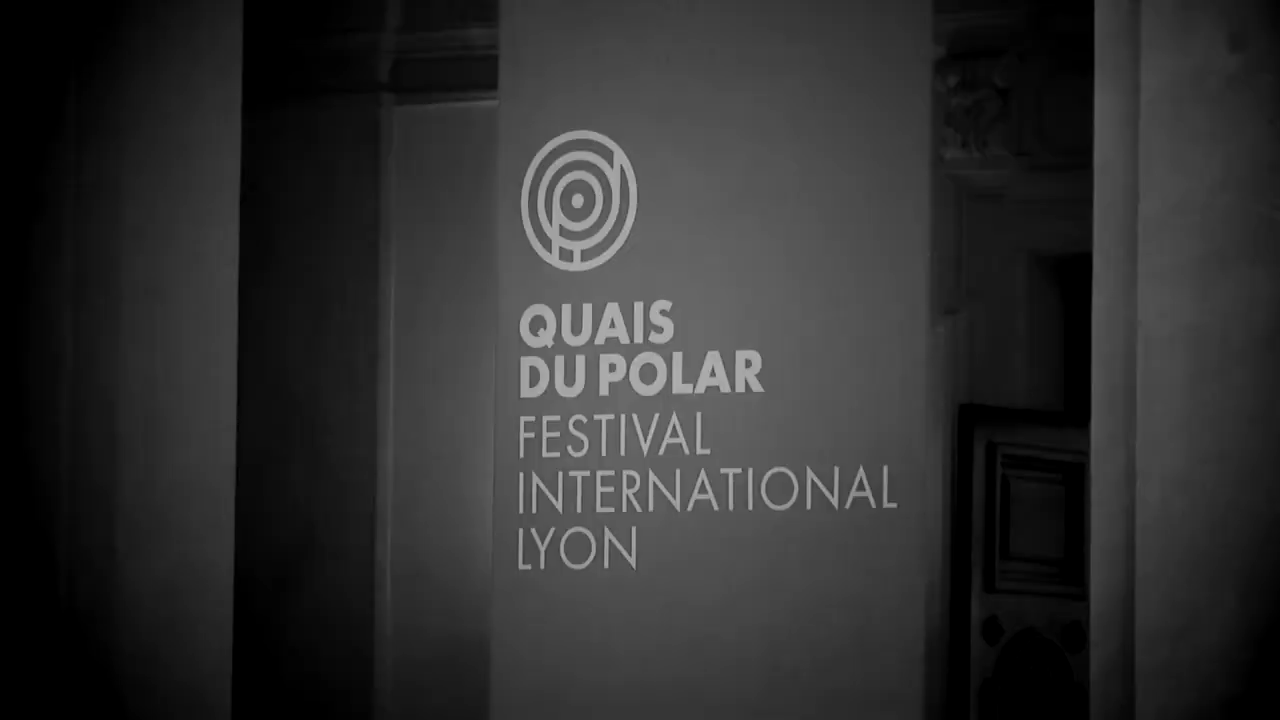 QUAIS
DU POLAR
FESTIVAL
INTERNATIONAL
LYON